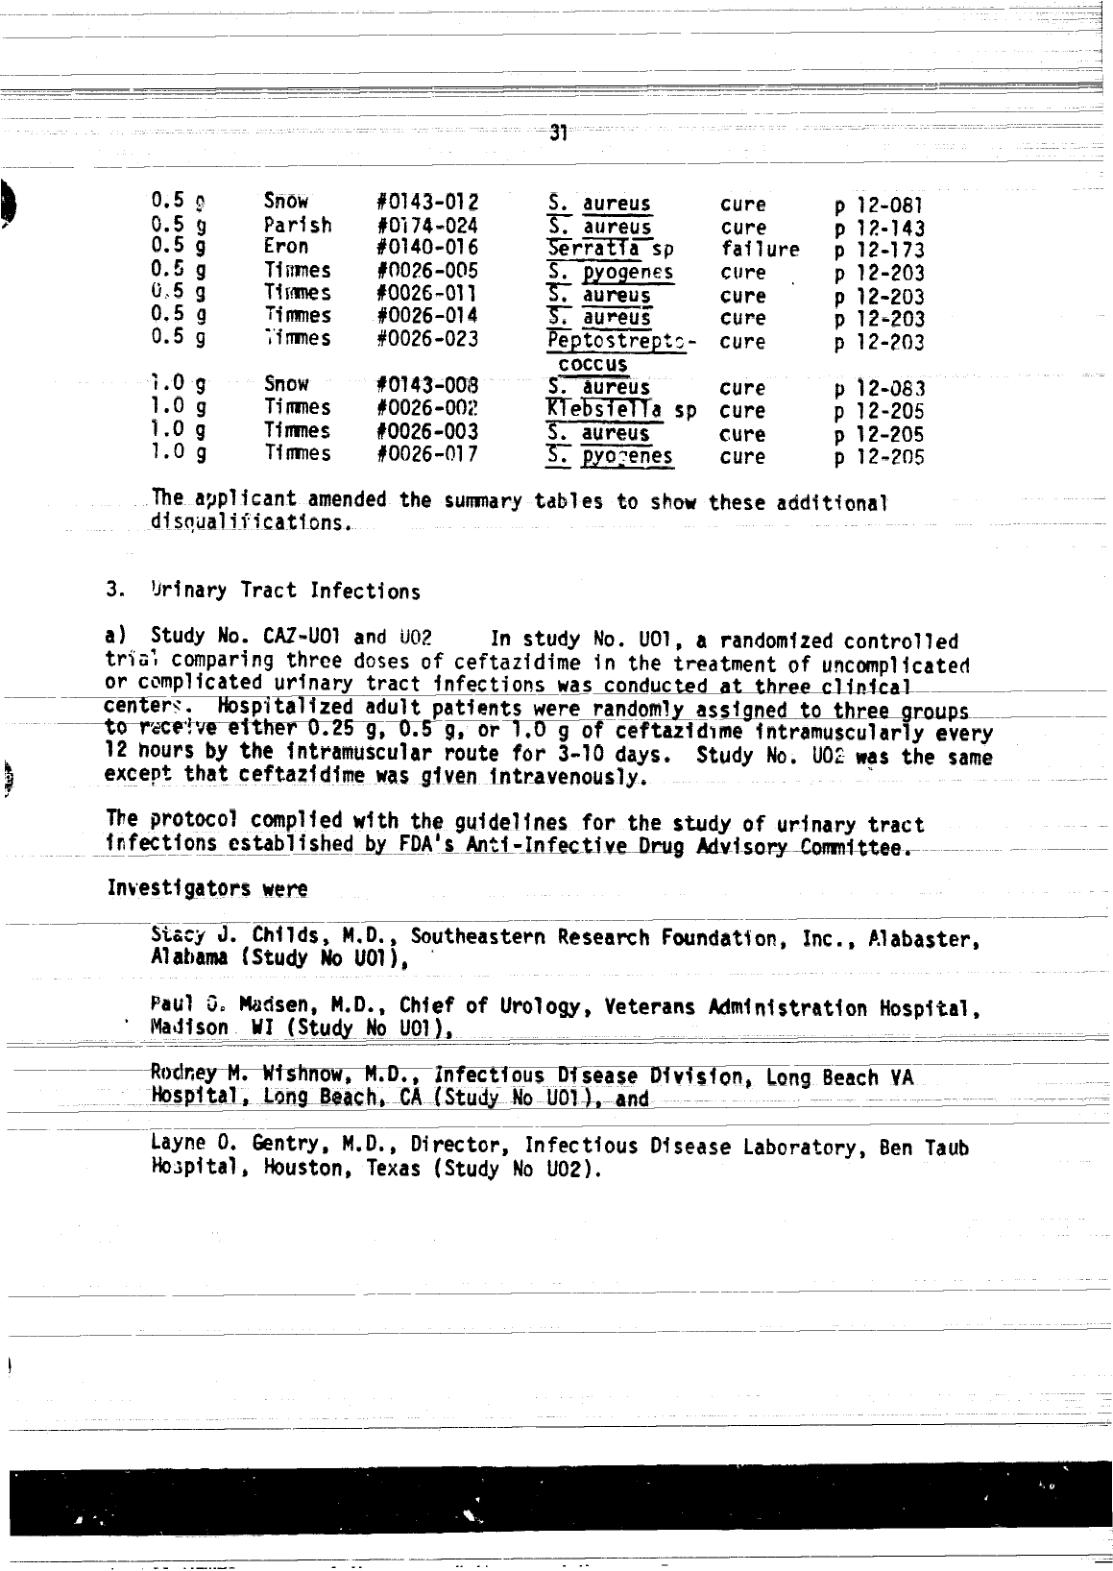 31
0.5 g Snow #0143-012 S. aureus cure p 12-081
0.5 g Parish #0174-024 S. aureus cure p 12-143
0.5 g Eron #0140-016 Serratia sp failure p 12-173
0.5 g Timmes #0026-005 S. pyogenes cure p 12-203
0.5 g Timmes #0026-011 S. aureus cure p 12-203
0.5 g Timmes #0026-014 S. aureus cure p 12-203
0.5 g Timmes #0026-023 Peptostrepto- cure p 12-203
coccus
1.0 g Snow #0143-008 S. aureus cure p 12-083
1.0 g Timmes #0026-002 Klebsiella sp cure p 12-205
1.0 g Timmes #0026-003 S. aureus cure p 12-205
1.0 g Timmes #0026-017 S. pyogenes cure p 12-205
The applicant amended the summary tables to show these additional
disqualifications.
3. Urinary Tract Infections
a) Study No. CAZ-U01 and U02 In study No. U01, a randomized controlled
trial comparing three doses of ceftazidime in the treatment of uncomplicated
or complicated urinary tract infections was conducted at three clinical
centers. Hospitalized adult patients were randomly assigned to three groups
to receive either 0.25 g, 0.5 g, or 1.0 g of ceftazidime intramuscularly every
12 hours by the intramuscular route for 3-10 days. Study No. U02 was the same
except that ceftazidime was given intravenously.
The protocol complied with the guidelines for the study of urinary tract
infections established by FDA's Anti-Infective Drug Advisory Committee.
Investigators were
Stacy J. Childs, M.D., Southeastern Research Foundation, Inc., Alabaster,
Alabama (Study No U01),
Paul O. Madsen, M.D., Chief of Urology, Veterans Administration Hospital,
Madison WI (Study No U01),
Rodney M. Wishnow, M.D., Infectious Disease Division, Long Beach VA
Hospital, Long Beach, CA (Study No U01), and
Layne O. Gentry, M.D., Director, Infectious Disease Laboratory, Ben Taub
Hospital, Houston, Texas (Study No U02).